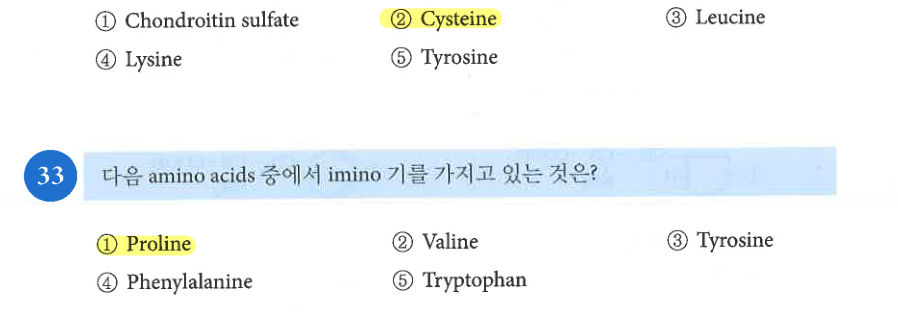 ① Chondroitin sulfate ② Cysteine ③ Leucine
④ Lysine ⑤ Tyrosine
33 다음 amino acids 중에서 imino 기를 가지고 있는 것은?
① Proline ② Valine ③ Tyrosine
④ Phenylalanine ⑤ Tryptophan